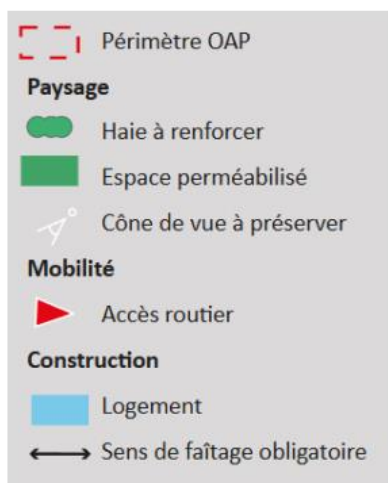 Périmètre OAP
Paysage
Haie à renforcer
Espace perméabilisé
Cône de vue à préserver
Mobilité
Accès routier
Construction
Logement
Sens de faîtage obligatoire